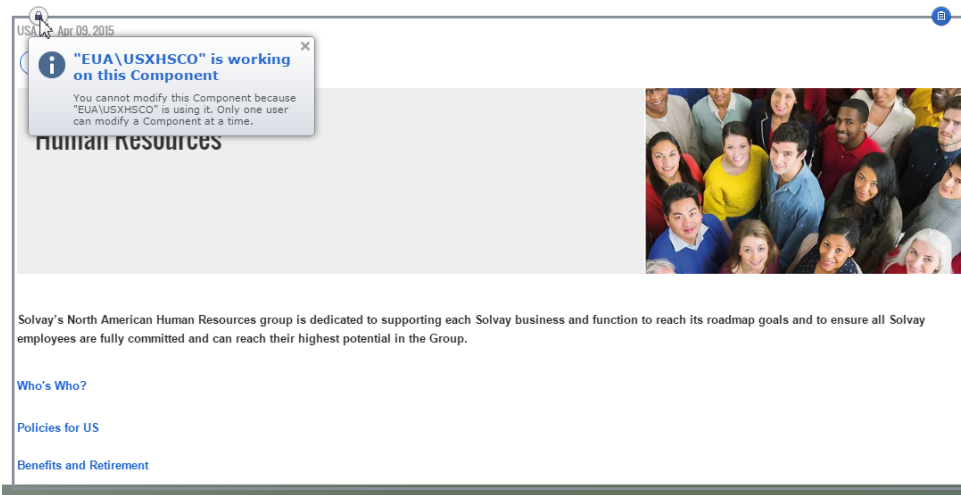 USA
Apr 09, 2015
"EUA\USXHSCO" is working
on this Component
You cannot modify this Component because
"EUA\USXHSCO" is using it. Only one user
can modify a Component at a time.
Human Resources
Solvay's North American Human Resources group is dedicated to supporting each Solvay business and function to reach its roadmap goals and to ensure all Solvay
employees are fully committed and can reach their highest potential in the Group.
Who's Who?
Policies for US
Benefits and Retirement